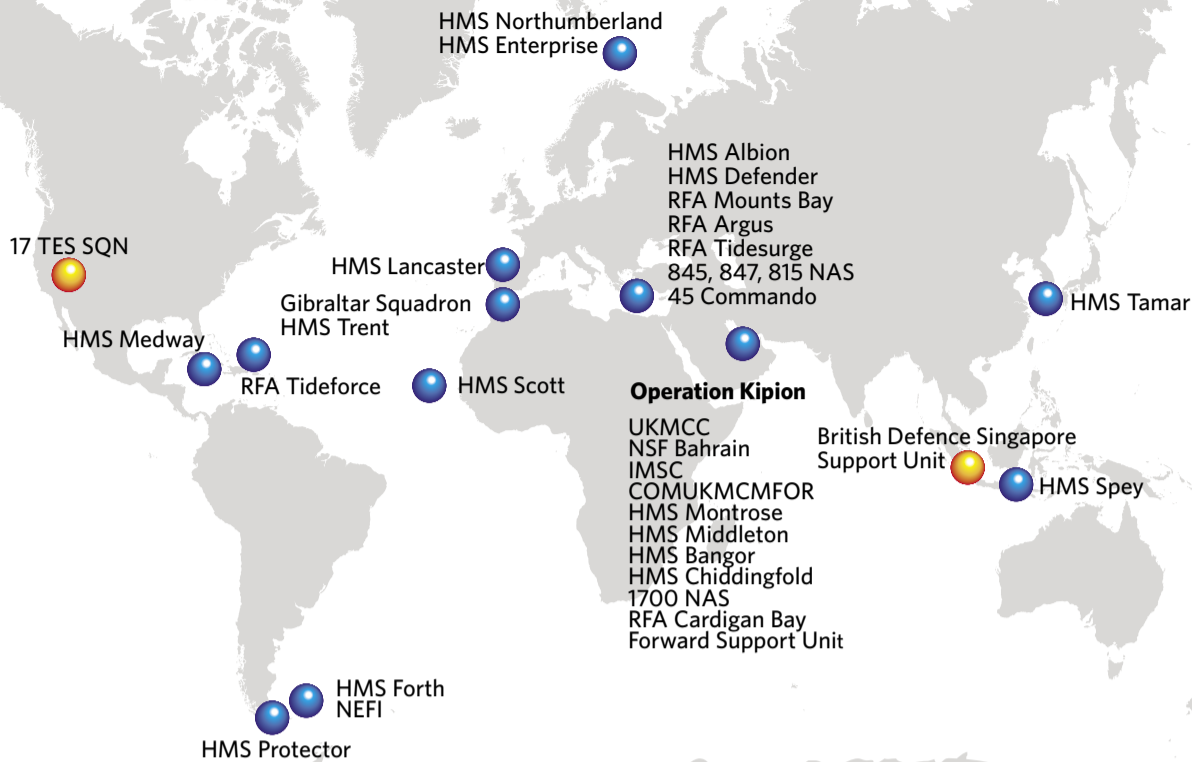 HMS Northumberland
HMS Enterprise
HMS Albion
HMS Defender
RFA Mounts Bay
RFA Argus
RFA Tidesurge
845, 847, 815 NAS
45 Commando
17 TES SQN
HMS Lancaster
Gibraltar Squadron
HMS Trent
HMS Tamar
HMS Medway
RFA Tideforce
HMS Scott
Operation Kipion
UKMCC
NSF Bahrain
IMSC
COMUKMCMFOR
HMS Montrose
HMS Middleton
HMS Bangor
HMS Chiddingfold
1700 NAS
RFA Cardigan Bay
Forward Support Unit
British Defence Singapore
Support Unit
HMS Spey
HMS Forth
NEFI
HMS Protector